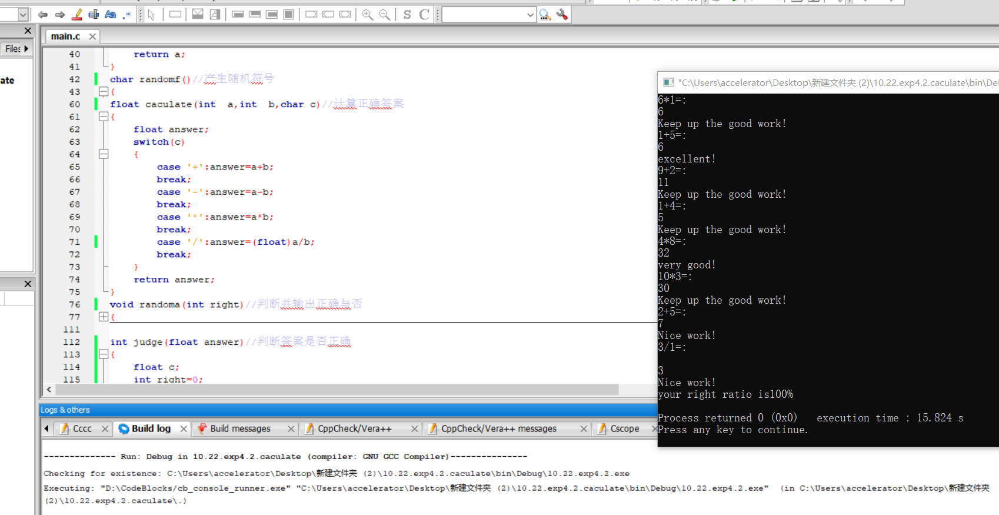 Files
ate
main.c
40 return a;
41 }
42 char randomf()//产生随机符号
43 {
60 float caculate(int  a,int  b,char c)//计算正确答案
61 {
62 float answer;
63 switch(c)
64 {
65 case '+':answer=a+b;
66 break;
67 case '-':answer=a-b;
68 break;
69 case '*':answer=a*b;
70 break;
71 case '/':answer=(float)a/b;
72 break;
73 }
74 return answer;
75 }
76 void randoma(int right)//判断并输出正确与否
77 {
111
112 int judge(float answer)//判断答案是否正确
113 {
114 float c;
115 int right=0;
Logs & others
Cccc
Build log
Build messages
CppCheck/Vera++
CppCheck/Vera++ messages
Cscope
-------------- Run: Debug in 10.22.exp4.2.caculate (compiler: GNU GCC Compiler)---------------
Checking for existence: C:\Users\accelerator\Desktop\新建文件夹 (2)\10.22.exp4.2.caculate\bin\Debug\10.22.exp4.2.exe
Executing: "D:\CodeBlocks/cb_console_runner.exe" "C:\Users\accelerator\Desktop\新建文件夹 (2)\10.22.exp4.2.caculate\bin\Debug\10.22.exp4.2.exe"  (in C:\Users\accelerator\Desktop\新建文件夹
(2)\10.22.exp4.2.caculate\.)
"C:\Users\accelerator\Desktop\新建文件夹 (2)\10.22.exp4.2.caculate\bin\Del
6*1=:
6
Keep up the good work!
1+5=:
6
excellent!
9+2=:
11
Keep up the good work!
1+4=:
5
Keep up the good work!
4*8=:
32
very good!
10*3=:
30
Keep up the good work!
2+5=:
7
Nice work!
3/1=:
3
Nice work!
your right ratio is100%
Process returned 0 (0x0)   execution time : 15.824 s
Press any key to continue.